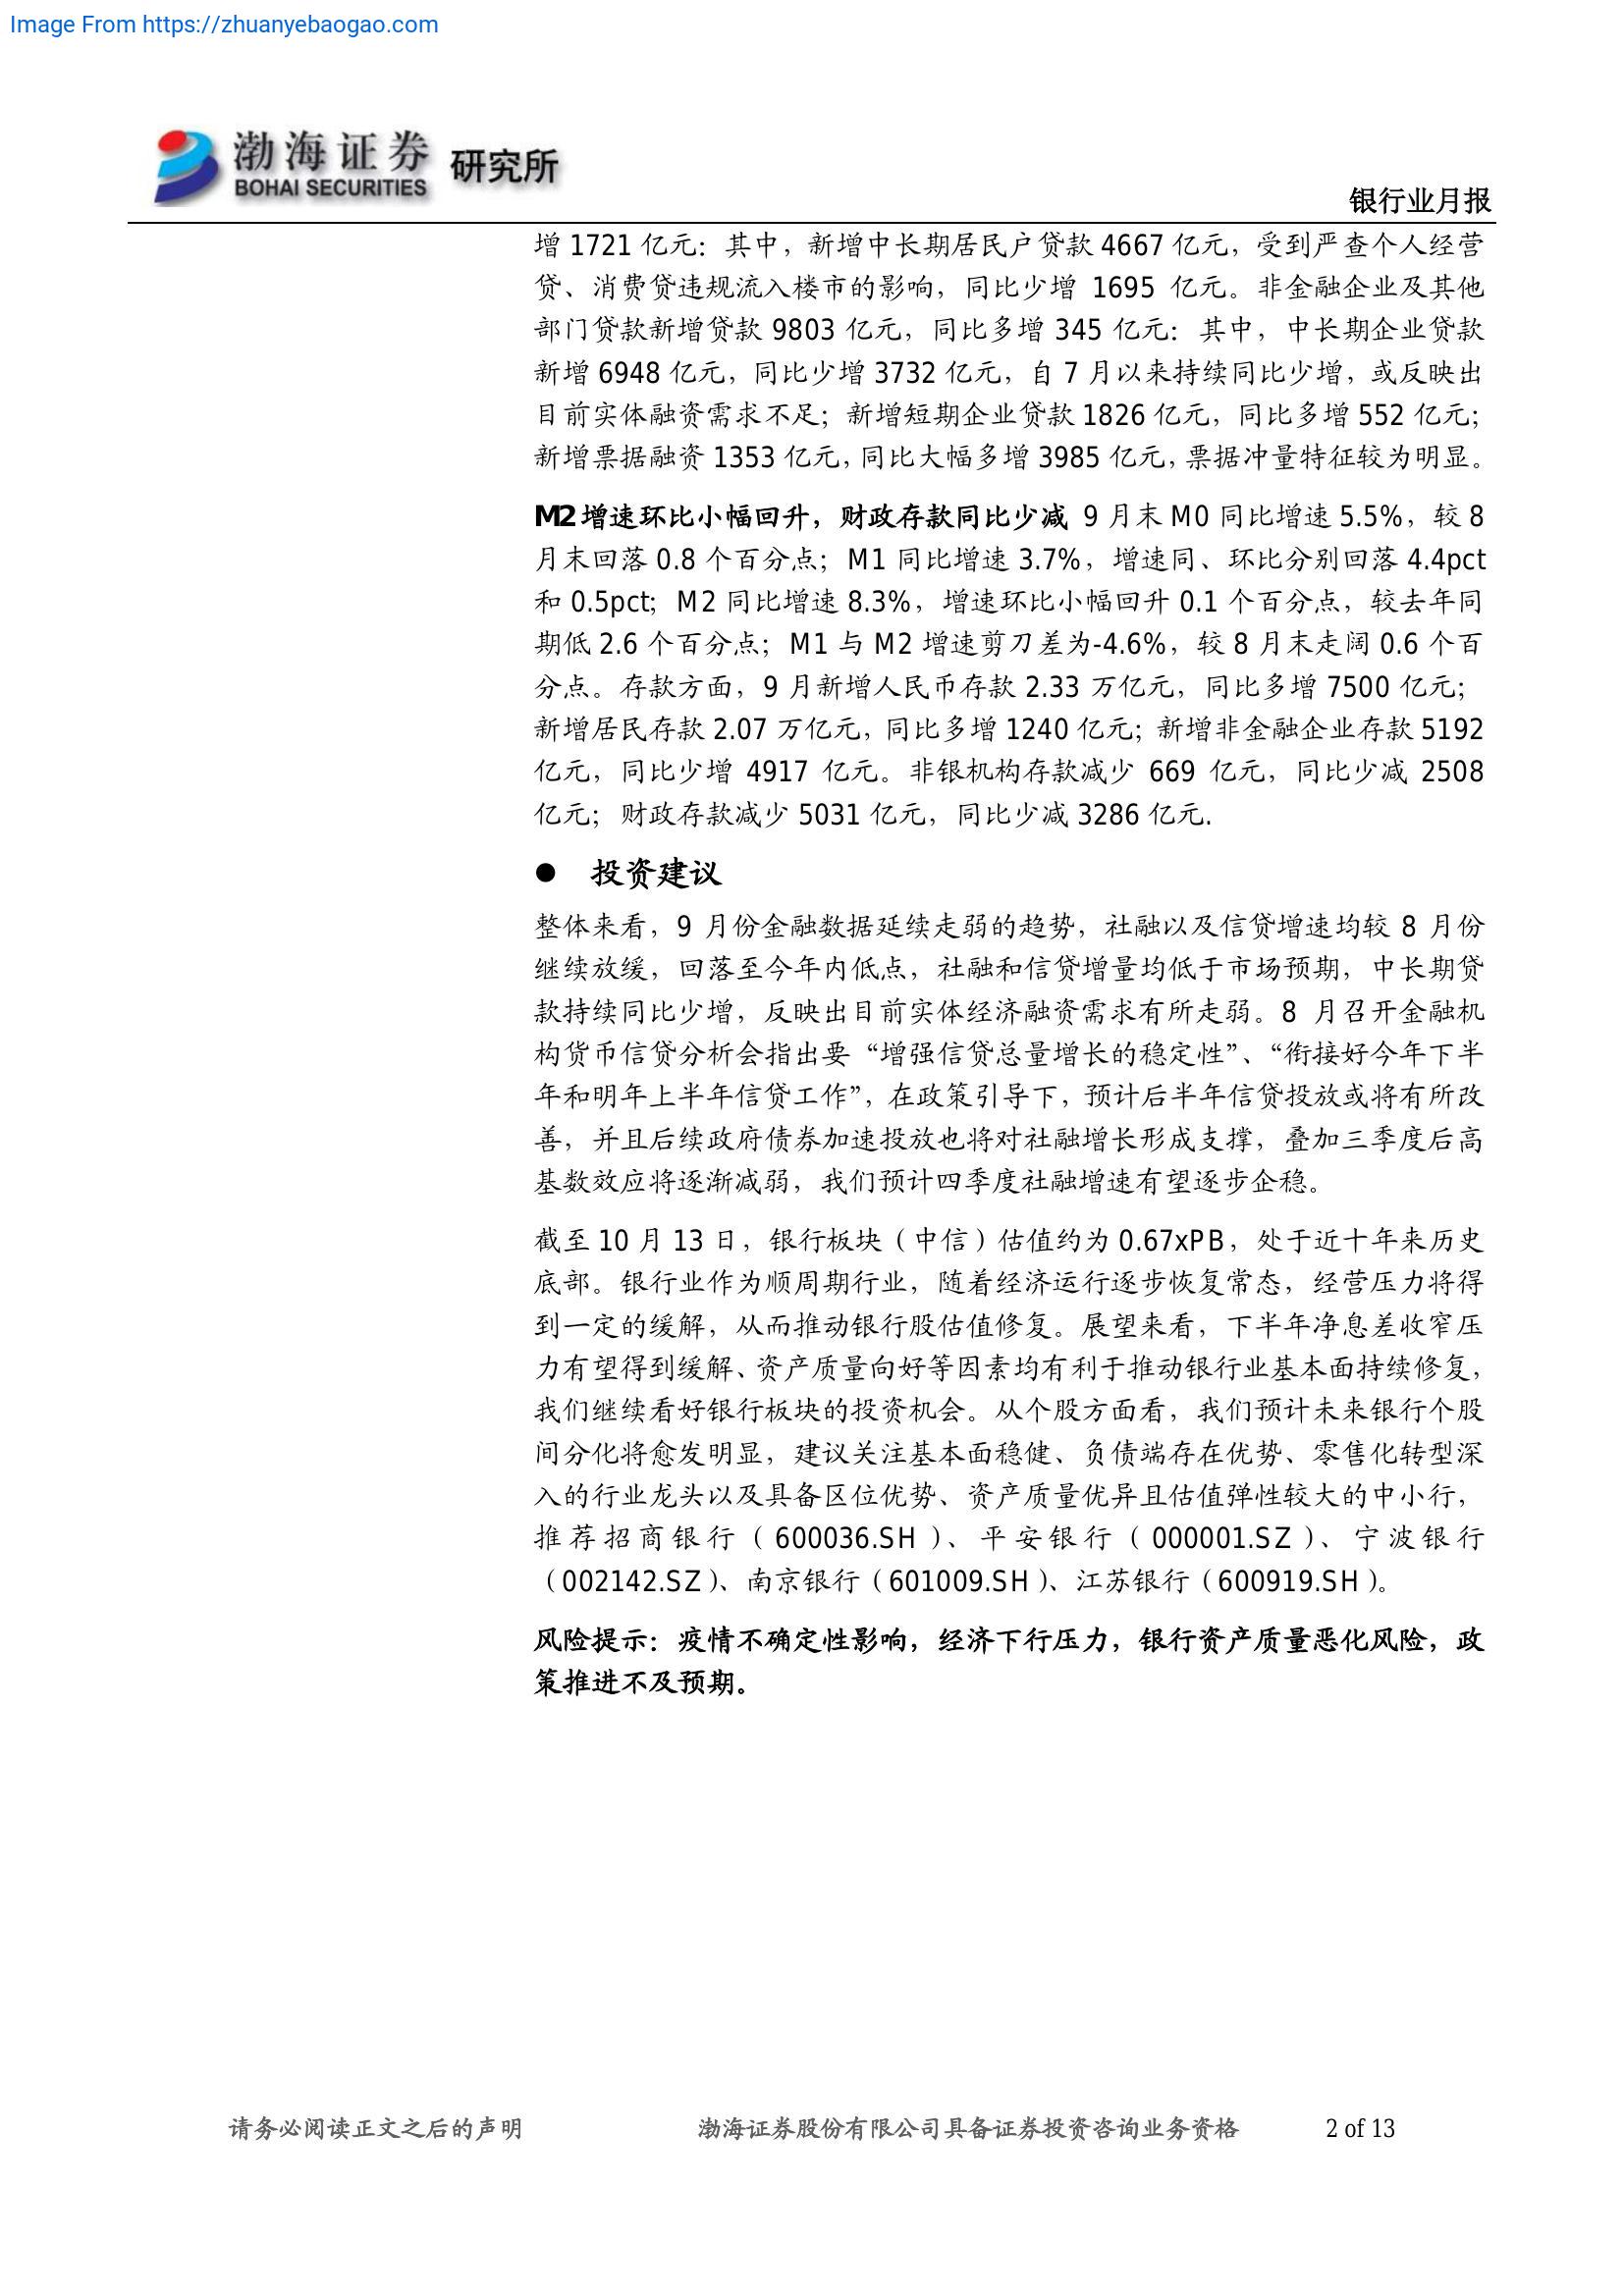 Image From https://zhuanyebaogao.com
渤海证券 研究所
BOHAI SECURITIES
银行业月报
增 1721 亿元：其中，新增中长期居民户贷款 4667 亿元，受到严查个人经营
贷、消费贷违规流入楼市的影响，同比少增 1695 亿元。非金融企业及其他
部门贷款新增贷款 9803 亿元，同比多增 345 亿元：其中，中长期企业贷款
新增 6948 亿元，同比少增 3732 亿元，自 7 月以来持续同比少增，或反映出
目前实体融资需求不足；新增短期企业贷款 1826 亿元，同比多增 552 亿元；
新增票据融资 1353 亿元，同比大幅多增 3985 亿元，票据冲量特征较为明显。
M2 增速环比小幅回升，财政存款同比少减 9 月末 M0 同比增速 5.5%，较 8
月末回落 0.8 个百分点；M1 同比增速 3.7%，增速同、环比分别回落 4.4pct
和 0.5pct；M2 同比增速 8.3%，增速环比小幅回升 0.1 个百分点，较去年同
期低 2.6 个百分点；M1 与 M2 增速剪刀差为-4.6%，较 8 月末走阔 0.6 个百
分点。存款方面，9 月新增人民币存款 2.33 万亿元，同比多增 7500 亿元；
新增居民存款 2.07 万亿元，同比多增 1240 亿元；新增非金融企业存款 5192
亿元，同比少增 4917 亿元。非银机构存款减少 669 亿元，同比少减 2508
亿元；财政存款减少 5031 亿元，同比少减 3286 亿元.
● 投资建议
整体来看，9 月份金融数据延续走弱的趋势，社融以及信贷增速均较 8 月份
继续放缓，回落至今年内低点，社融和信贷增量均低于市场预期，中长期贷
款持续同比少增，反映出目前实体经济融资需求有所走弱。8 月召开金融机
构货币信贷分析会指出要“增强信贷总量增长的稳定性”、“衔接好今年下半
年和明年上半年信贷工作”，在政策引导下，预计后半年信贷投放或将有所改
善，并且后续政府债券加速投放也将对社融增长形成支撑，叠加三季度后高
基数效应将逐渐减弱，我们预计四季度社融增速有望逐步企稳。
截至 10 月 13 日，银行板块（中信）估值约为 0.67xPB，处于近十年来历史
底部。银行业作为顺周期行业，随着经济运行逐步恢复常态，经营压力将得
到一定的缓解，从而推动银行股估值修复。展望来看，下半年净息差收窄压
力有望得到缓解、资产质量向好等因素均有利于推动银行业基本面持续修复，
我们继续看好银行板块的投资机会。从个股方面看，我们预计未来银行个股
间分化将愈发明显，建议关注基本面稳健、负债端存在优势、零售化转型深
入的行业龙头以及具备区位优势、资产质量优异且估值弹性较大的中小行，
推荐招商银行（600036.SH）、平安银行（000001.SZ）、宁波银行
（002142.SZ）、南京银行（601009.SH）、江苏银行（600919.SH）。
风险提示：疫情不确定性影响，经济下行压力，银行资产质量恶化风险，政
策推进不及预期。
请务必阅读正文之后的声明 渤海证券股份有限公司具备证券投资咨询业务资格 2 of 13